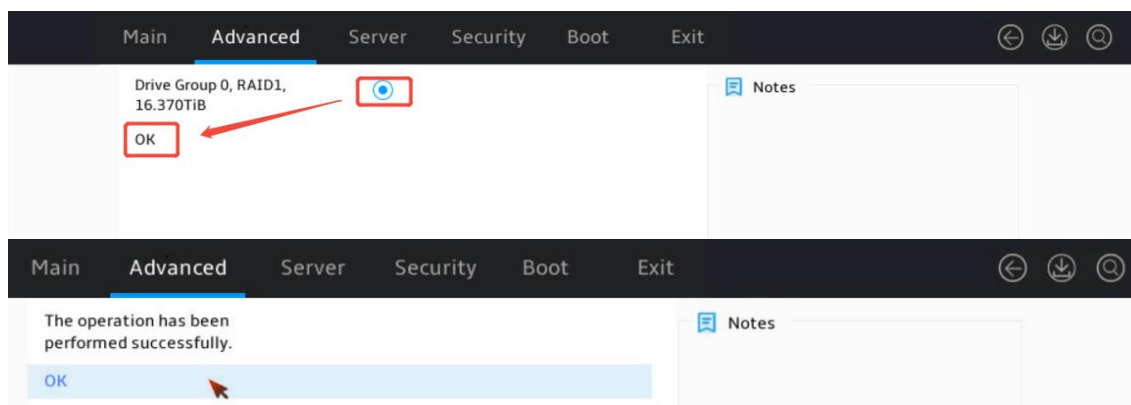 Main Advanced Server Security Boot Exit
Drive Group 0, RAID1,
16.370TiB
OK
Notes
Main Advanced Server Security Boot Exit
The operation has been
performed successfully.
OK
Notes